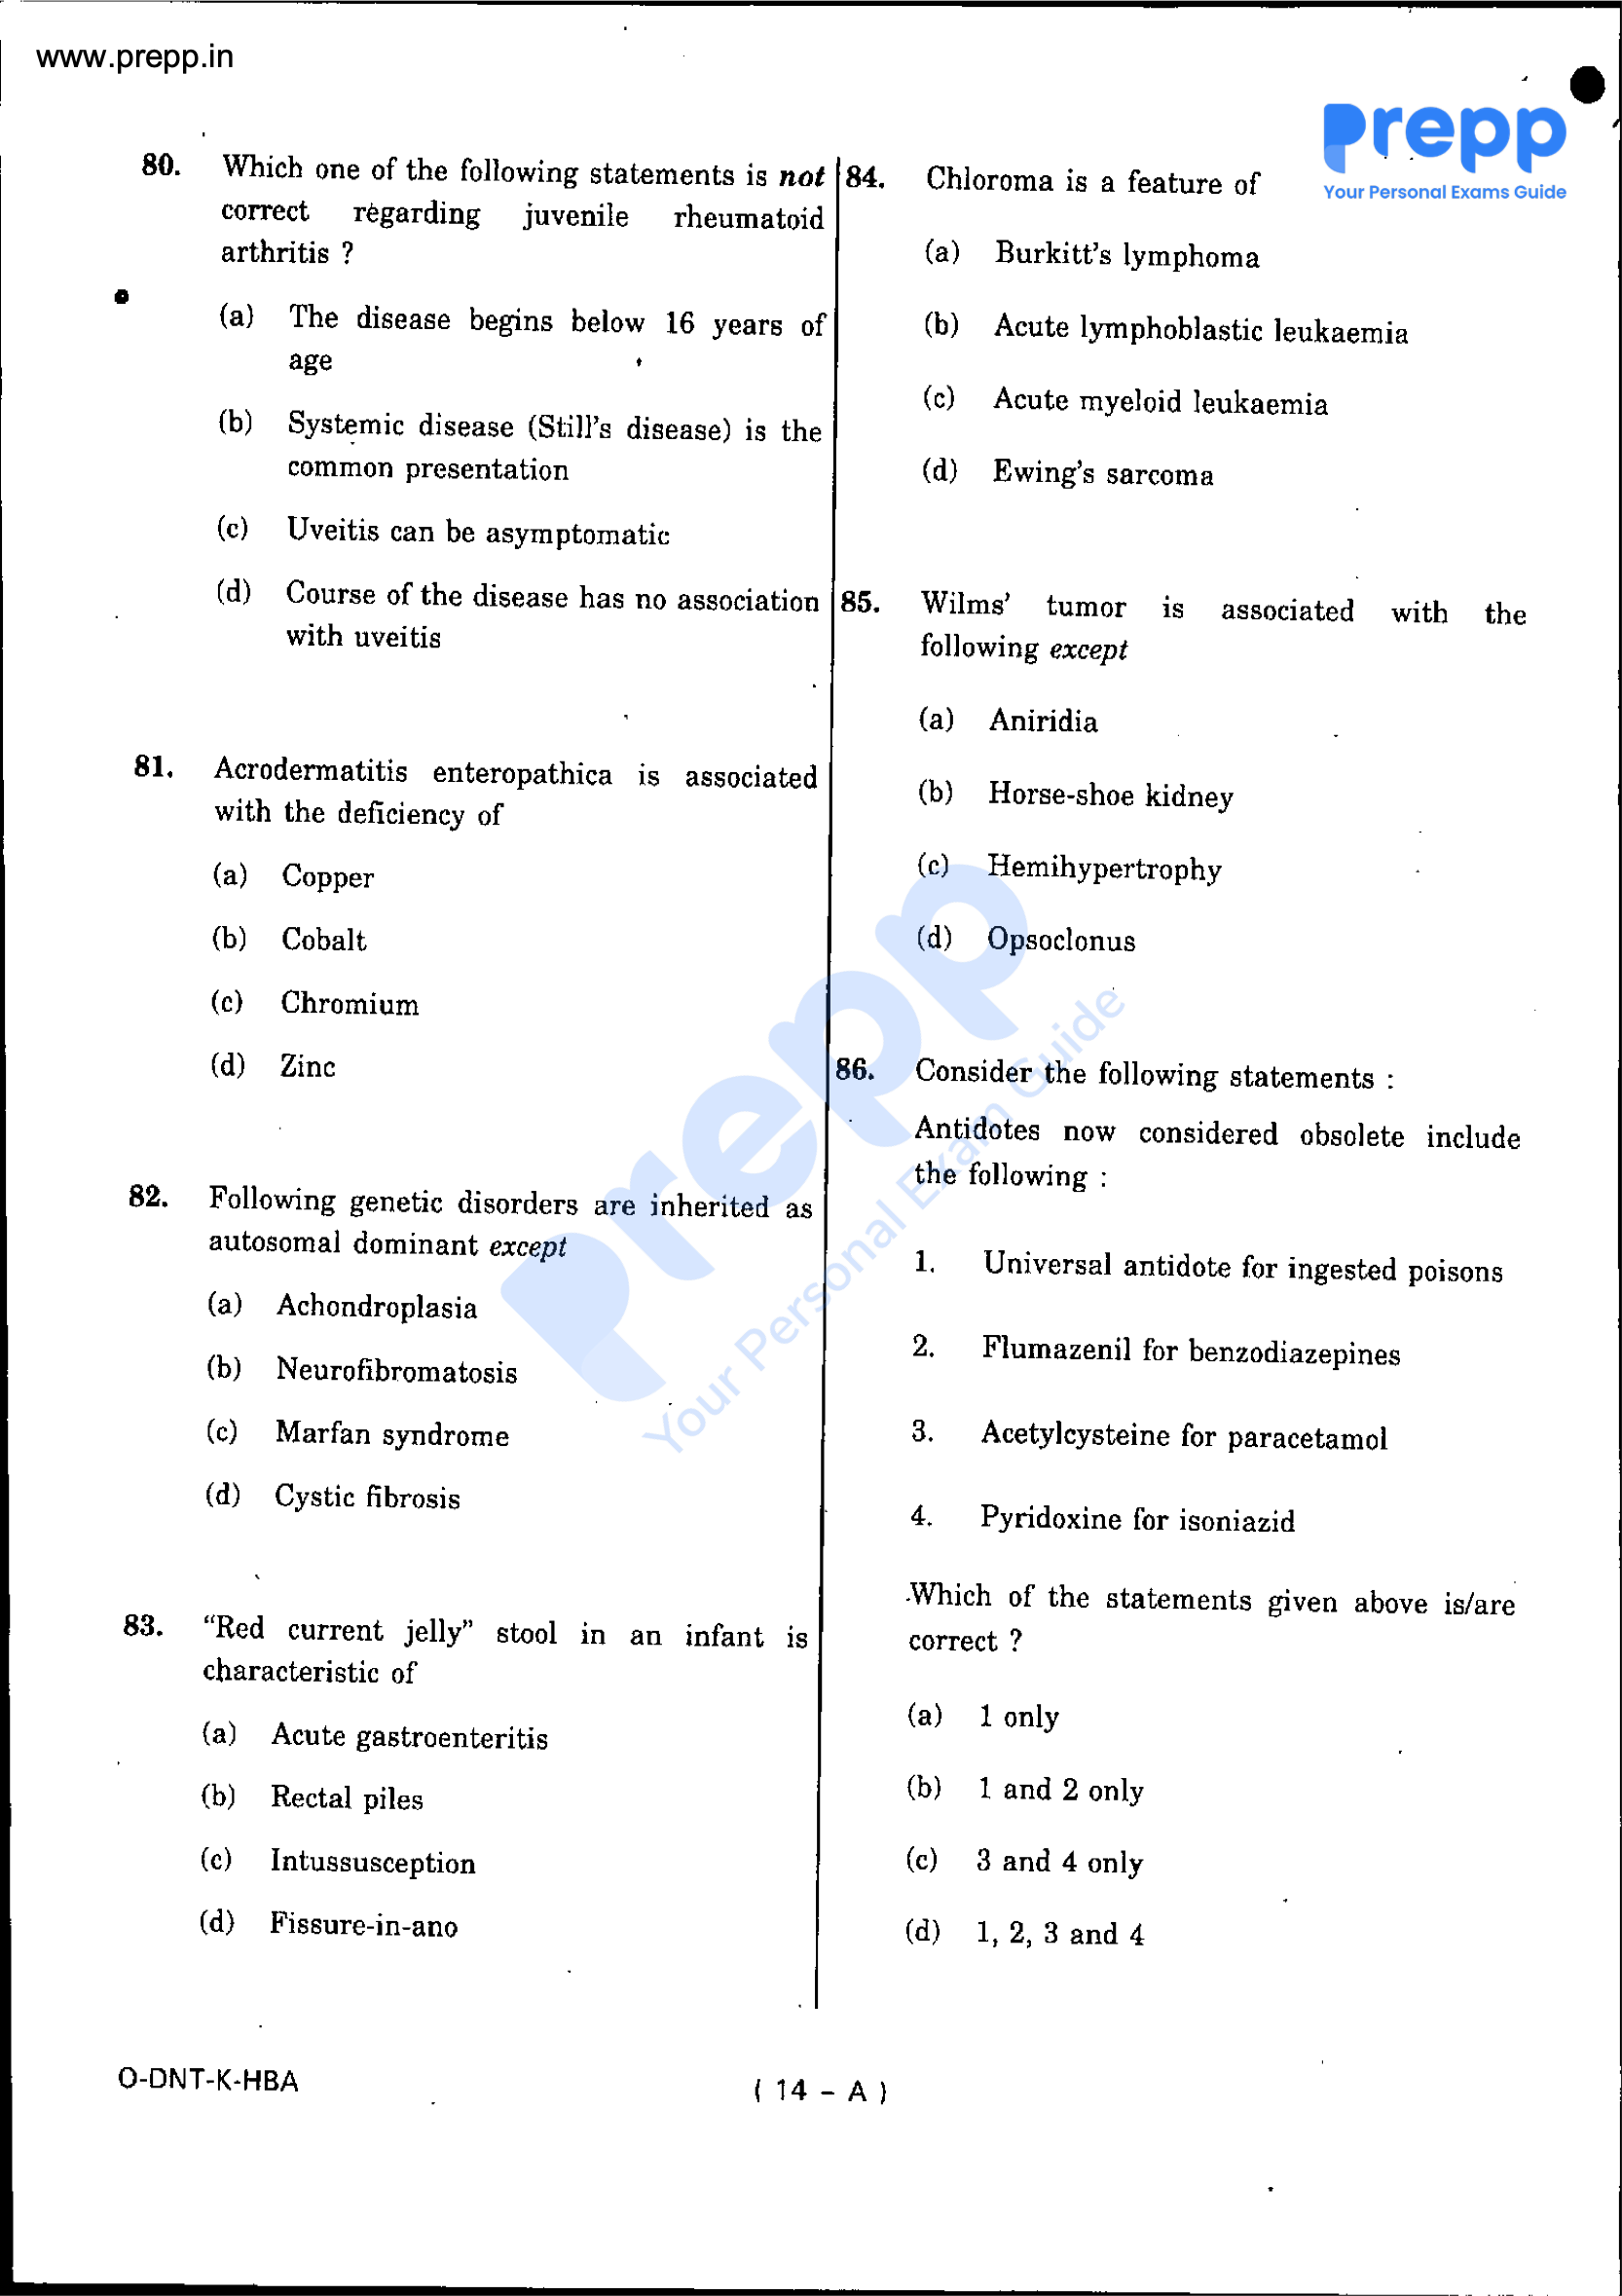 www.prepp.in
prepp
Your Personal Exams Guide
80. Which one of the following statements is not
correct regarding juvenile rheumatoid
arthritis ?
(a) The disease begins below 16 years of
age
(b) Systemic disease (Still's disease) is the
common presentation
(c) Uveitis can be asymptomatic
(d) Course of the disease has no association
with uveitis
81. Acrodermatitis enteropathica is associated
with the deficiency of
(a) Copper
(b) Cobalt
(c) Chromium
(d) Zinc
82. Following genetic disorders are inherited as
autosomal dominant except
(a) Achondroplasia
(b) Neurofibromatosis
(c) Marfan syndrome
(d) Cystic fibrosis
83. “Red current jelly” stool in an infant is
characteristic of
(a) Acute gastroenteritis
(b) Rectal piles
(c) Intussusception
(d) Fissure-in-ano
84. Chloroma is a feature of
(a) Burkitt's lymphoma
(b) Acute lymphoblastic leukaemia
(c) Acute myeloid leukaemia
(d) Ewing's sarcoma
85. Wilms' tumor is associated with the
following except
(a) Aniridia
(b) Horse-shoe kidney
(c) Hemihypertrophy
(d) Opsoclonus
86. Consider the following statements :
Antidotes now considered obsolete include
the following :
1. Universal antidote for ingested poisons
2. Flumazenil for benzodiazepines
3. Acetylcysteine for paracetamol
4. Pyridoxine for isoniazid
Which of the statements given above is/are
correct ?
(a) 1 only
(b) 1 and 2 only
(c) 3 and 4 only
(d) 1, 2, 3 and 4
prepp
Your Personal Exam Guide
O-DNT-K-HBA
( 14 – A )